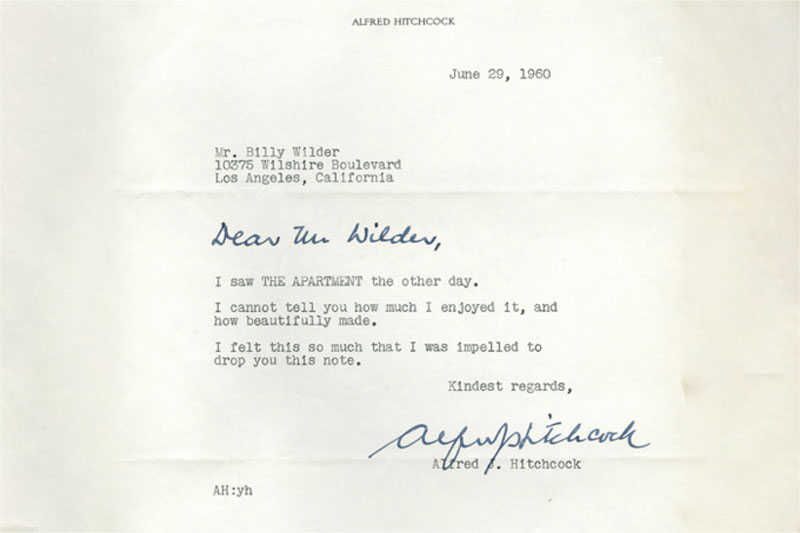 ALFRED HITCHCOCK
June 29, 1960
Mr. Billy Wilder
10375 Wilshire Boulevard
Los Angeles, California
Dear Mr Wilder,
I saw THE APARTMENT the other day.
I cannot tell you how much I enjoyed it, and
how beautifully made.
I felt this so much that I was impelled to
drop you this note.
Kindest regards,
Alfred J Hitchcock
Alfred J. Hitchcock
AH:yh